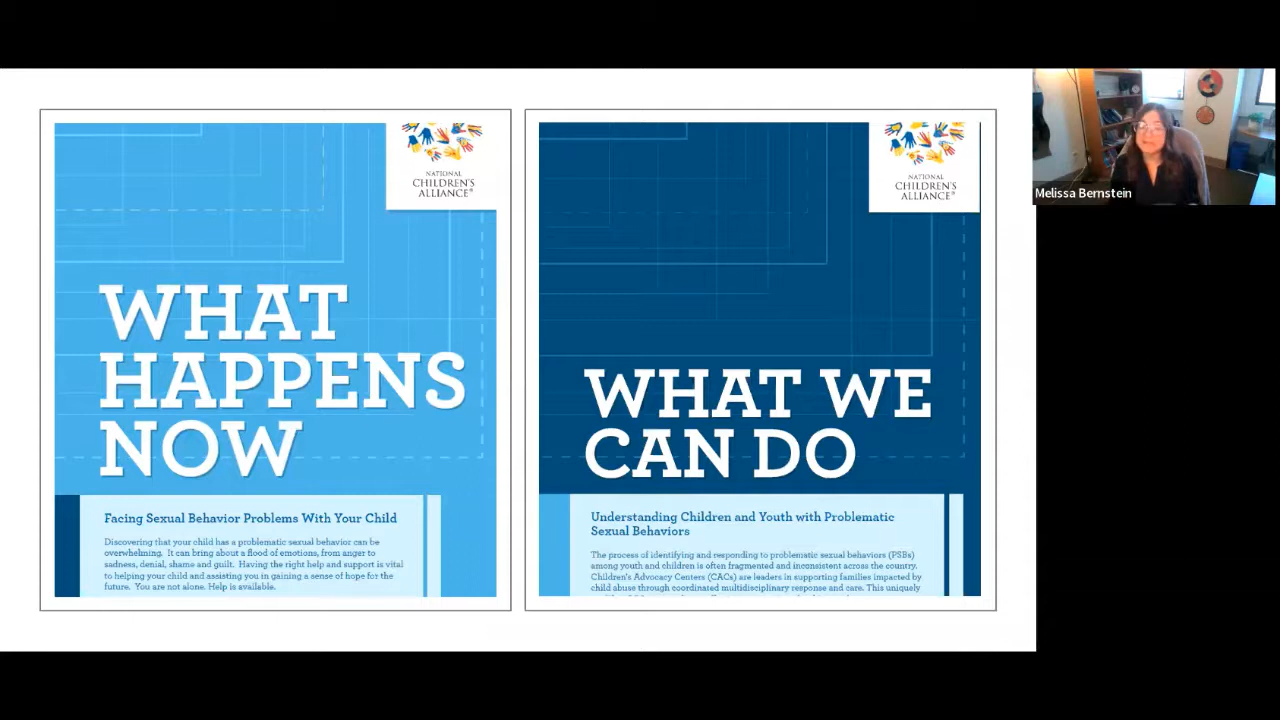 NATIONAL
CHILDREN'S
ALLIANCE®
WHAT
HAPPENS
NOW
Facing Sexual Behavior Problems With Your Child
Discovering that your child has a problematic sexual behavior can be
overwhelming. It can bring about a flood of emotions, from anger to
sadness, denial, shame and guilt. Having the right help and support is vital
to helping your child and assisting you in gaining a sense of hope for the
future. You are not alone. Help is available.
NATIONAL
CHILDREN'S
ALLIANCE®
WHAT WE
CAN DO
Understanding Children and Youth with Problematic
Sexual Behaviors
The process of identifying and responding to problematic sexual behaviors (PSBs)
among youth and children is often fragmented and inconsistent across the country.
Children's Advocacy Centers (CACs) are leaders in supporting families impacted by
child abuse through coordinated multidisciplinary response and care. This uniquely
Melissa Bernstein